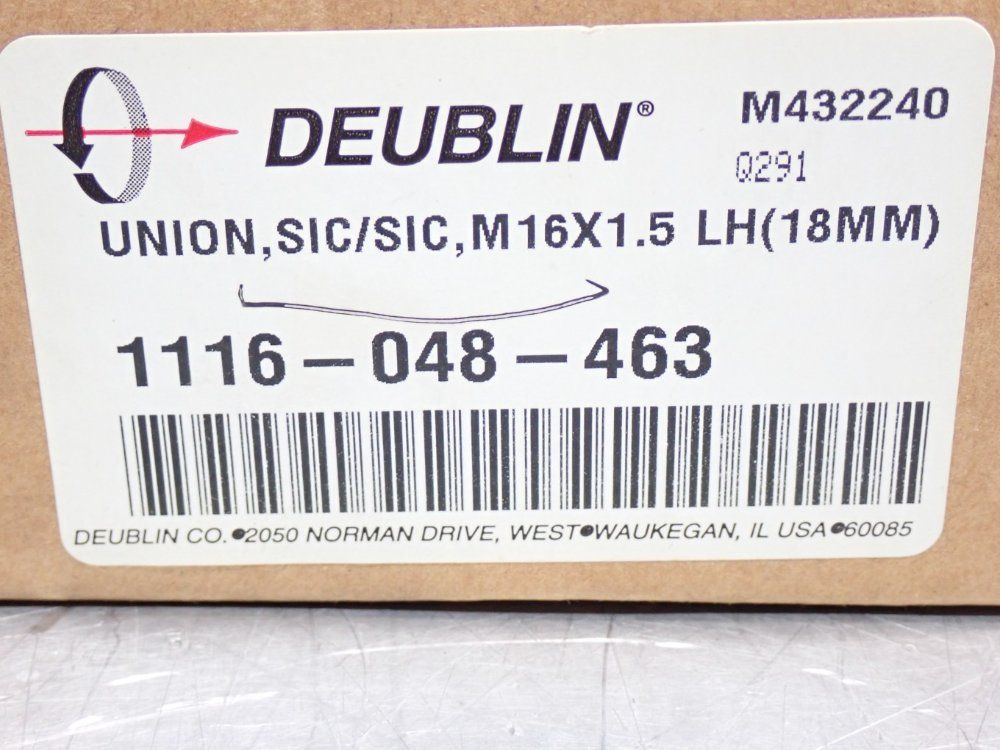 DEUBLIN® M432240
Q291
UNION,SIC/SIC,M16X1.5 LH(18MM)
1116-048-463
DEUBLIN CO.•2050 NORMAN DRIVE, WEST•WAUKEGAN, IL USA•60085